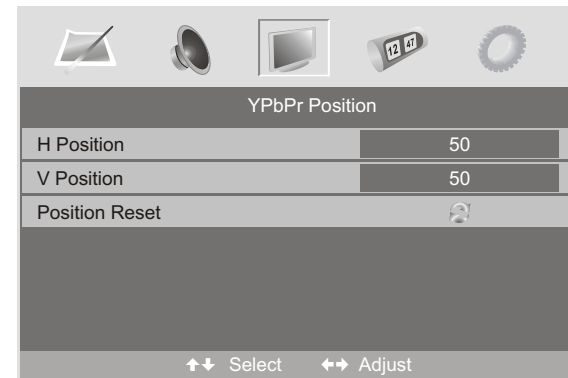 12 47
YPbPr Position
H Position 50
V Position 50
Position Reset
Select Adjust